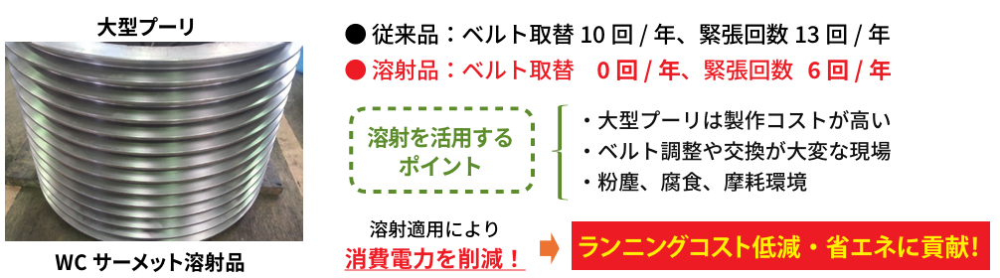 大型プーリ
WC サーメット溶射品
● 従来品：ベルト取替 10 回 / 年、緊張回数 13 回 / 年
● 溶射品：ベルト取替 0 回 / 年、緊張回数 6 回 / 年
溶射を活用する
ポイント
・大型プーリは製作コストが高い
・ベルト調整や交換が大変な現場
・粉塵、腐食、摩耗環境
溶射適用により
消費電力を削減！
ランニングコスト低減・省エネに貢献!